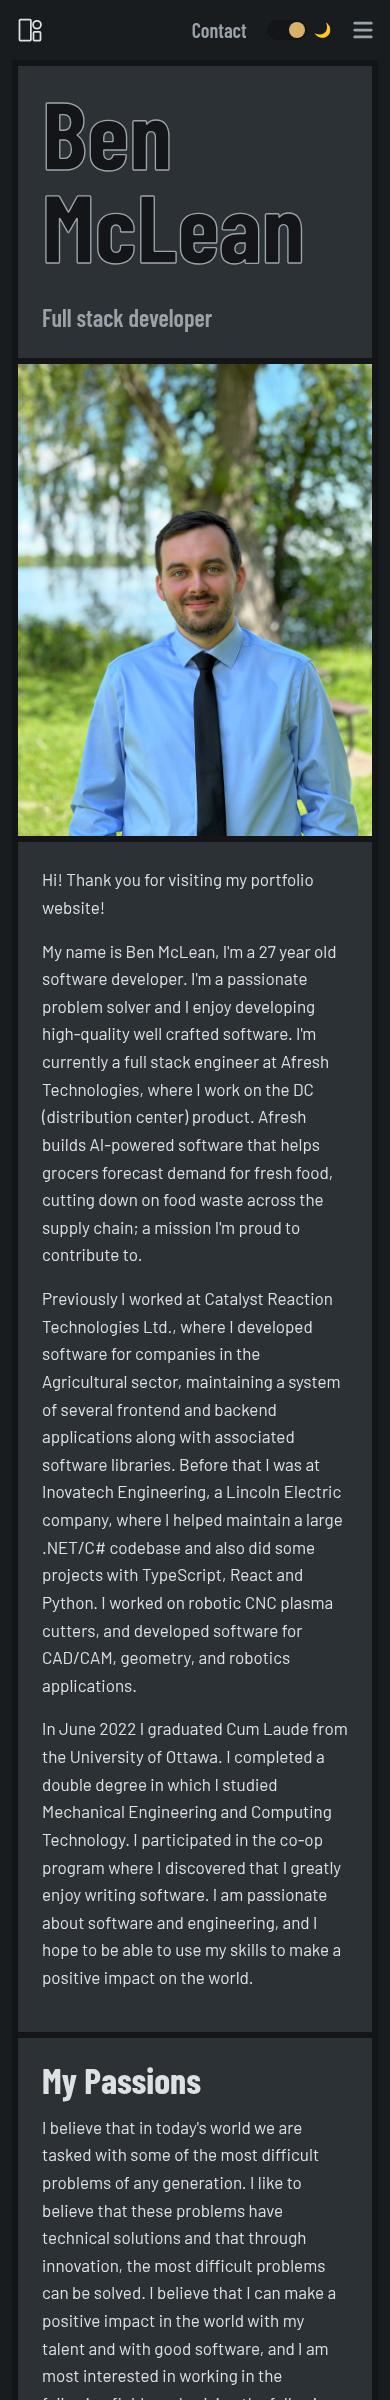 Contact
Ben
McLean
Full stack developer
Hi! Thank you for visiting my portfolio
website!
My name is Ben McLean, I'm a 27 year old
software developer. I'm a passionate
problem solver and I enjoy developing
high-quality well crafted software. I'm
currently a full stack engineer at Afresh
Technologies, where I work on the DC
(distribution center) product. Afresh
builds AI-powered software that helps
grocers forecast demand for fresh food,
cutting down on food waste across the
supply chain; a mission I'm proud to
contribute to.
Previously I worked at Catalyst Reaction
Technologies Ltd., where I developed
software for companies in the
Agricultural sector, maintaining a system
of several frontend and backend
applications along with associated
software libraries. Before that I was at
Inovatech Engineering, a Lincoln Electric
company, where I helped maintain a large
.NET/C# codebase and also did some
projects with TypeScript, React and
Python. I worked on robotic CNC plasma
cutters, and developed software for
CAD/CAM, geometry, and robotics
applications.
In June 2022 I graduated Cum Laude from
the University of Ottawa. I completed a
double degree in which I studied
Mechanical Engineering and Computing
Technology. I participated in the co-op
program where I discovered that I greatly
enjoy writing software. I am passionate
about software and engineering, and I
hope to be able to use my skills to make a
positive impact on the world.
My Passions
I believe that in today's world we are
tasked with some of the most difficult
problems of any generation. I like to
believe that these problems have
technical solutions and that through
innovation, the most difficult problems
can be solved. I believe that I can make a
positive impact in the world with my
talent and with good software, and I am
most interested in working in the